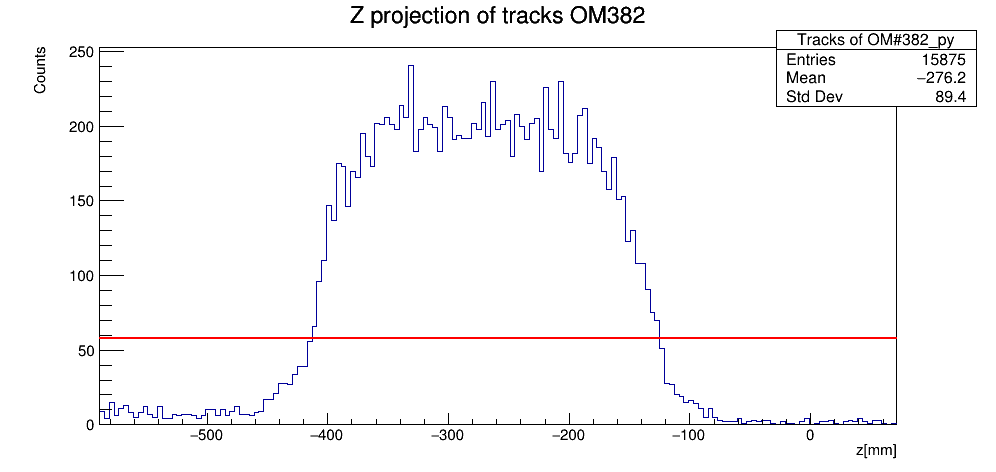 Z projection of tracks OM382
Tracks of OM#382_py
Entries 15875
Mean −276.2
Std Dev 89.4
Counts
250
200
150
100
50
0
−500 −400 −300 −200 −100 0
z[mm]